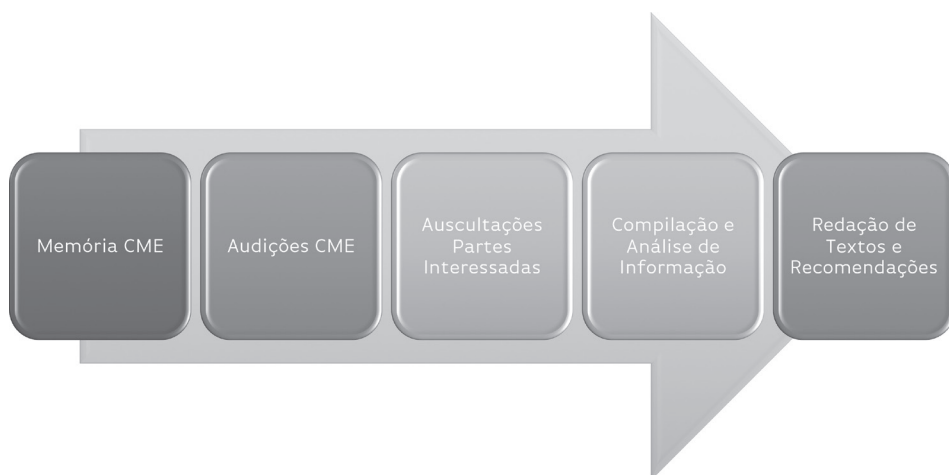 Memória CME
Audições CME
Auscultações
Partes
Interessadas
Compilação e
Análise de
Informação
Redação de
Textos e
Recomendações